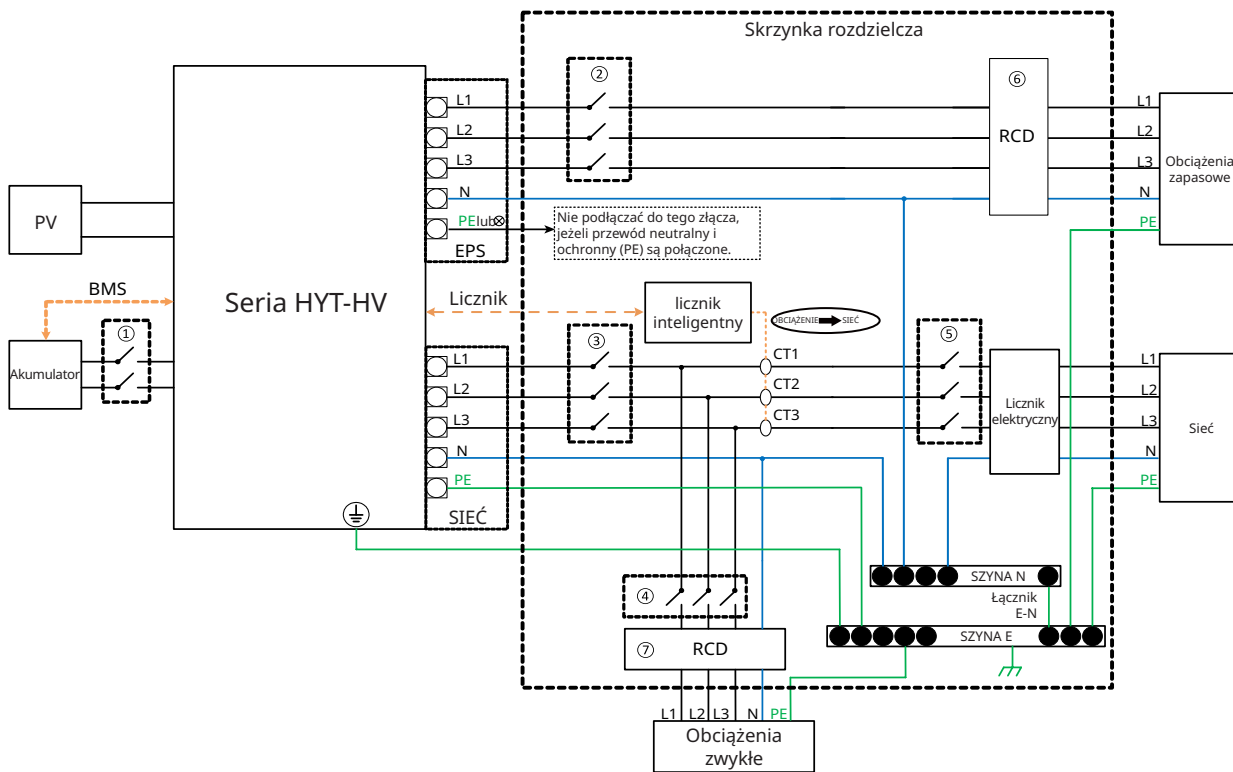 Skrzynka rozdzielcza
②
⑥
L1
L2
L3
N
PE lub ⊗
EPS
RCD
L1
L2
L3
N
PE
Obciążenia
zapasowe
Nie podłączać do tego złącza,
jeżeli przewód neutralny i
ochronny (PE) są połączone.
PV
BMS
①
Akumulator
Seria HYT-HV
Licznik
licznik
inteligentny
OBCIĄŻENIE
SIEĆ
③
⑤
L1
L2
L3
N
PE
SIEĆ
CT1
CT2
CT3
Licznik
elektryczny
L1
L2
L3
N
PE
Sieć
SZYNA N
Łącznik
E-N
SZYNA E
④
⑦
RCD
L1 L2 L3 N PE
Obciążenia
zwykłe